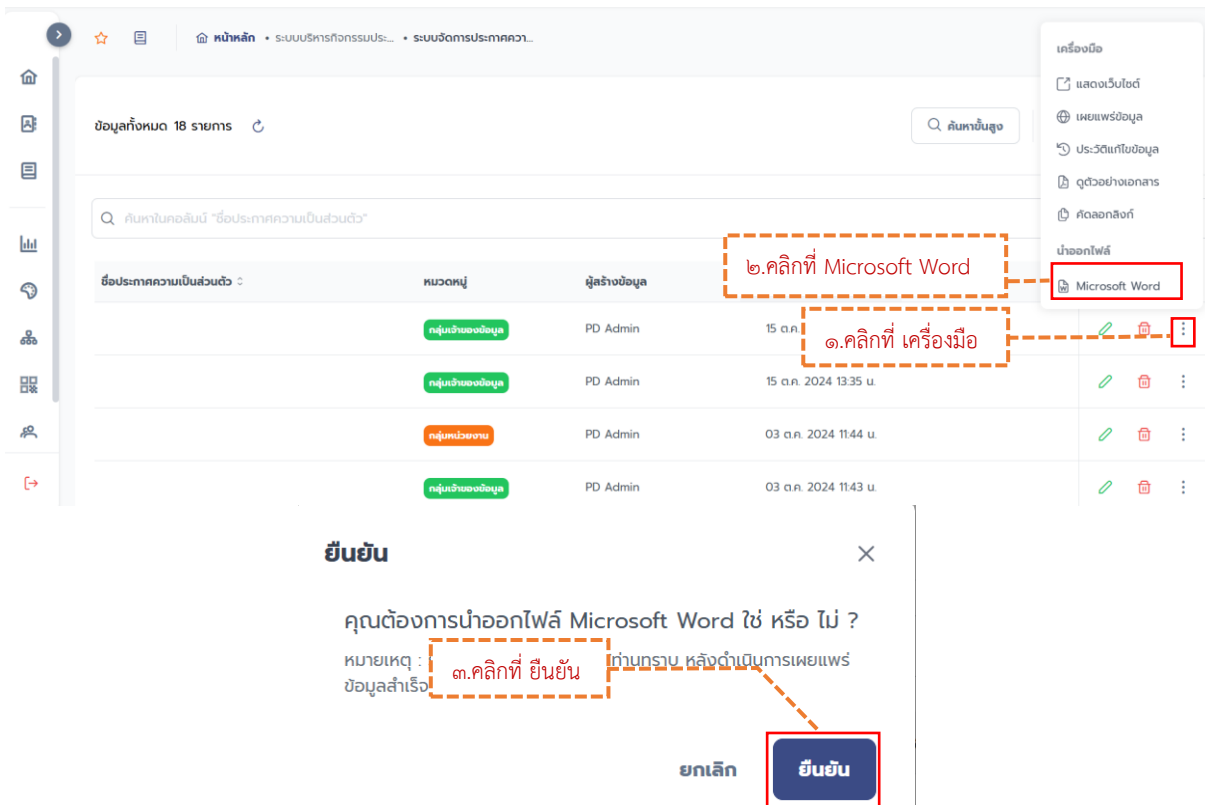 หน้าหลัก • ระบบบริหารกิจกรรมประ... • ระบบจัดการประกาศควา...
เครื่องมือ
แสดงเว็บไซต์
เผยแพร่ข้อมูล
ประวัติแก้ไขข้อมูล
ดูตัวอย่างเอกสาร
คัดลอกลิงก์
นำออกไฟล์
Microsoft Word
ข้อมูลทั้งหมด 18 รายการ
ค้นหาขั้นสูง
ค้นหาในคอลัมน์ "ชื่อประกาศความเป็นส่วนตัว"
๒.คลิกที่ Microsoft Word
ชื่อประกาศความเป็นส่วนตัว หมวดหมู่ ผู้สร้างข้อมูล
๑.คลิกที่ เครื่องมือ
กลุ่มเจ้าของข้อมูล PD Admin 15 ต.ค.
กลุ่มเจ้าของข้อมูล PD Admin 15 ต.ค. 2024 13:35 น.
กลุ่มหน่วยงาน PD Admin 03 ต.ค. 2024 11:44 น.
กลุ่มเจ้าของข้อมูล PD Admin 03 ต.ค. 2024 11:43 น.
ยืนยัน
คุณต้องการนำออกไฟล์ Microsoft Word ใช่ หรือ ไม่ ?
หมายเหตุ : ท่านทราบ หลังดำเนินการเผยแพร่
ข้อมูลสำเร็จ
๓.คลิกที่ ยืนยัน
ยกเลิก ยืนยัน